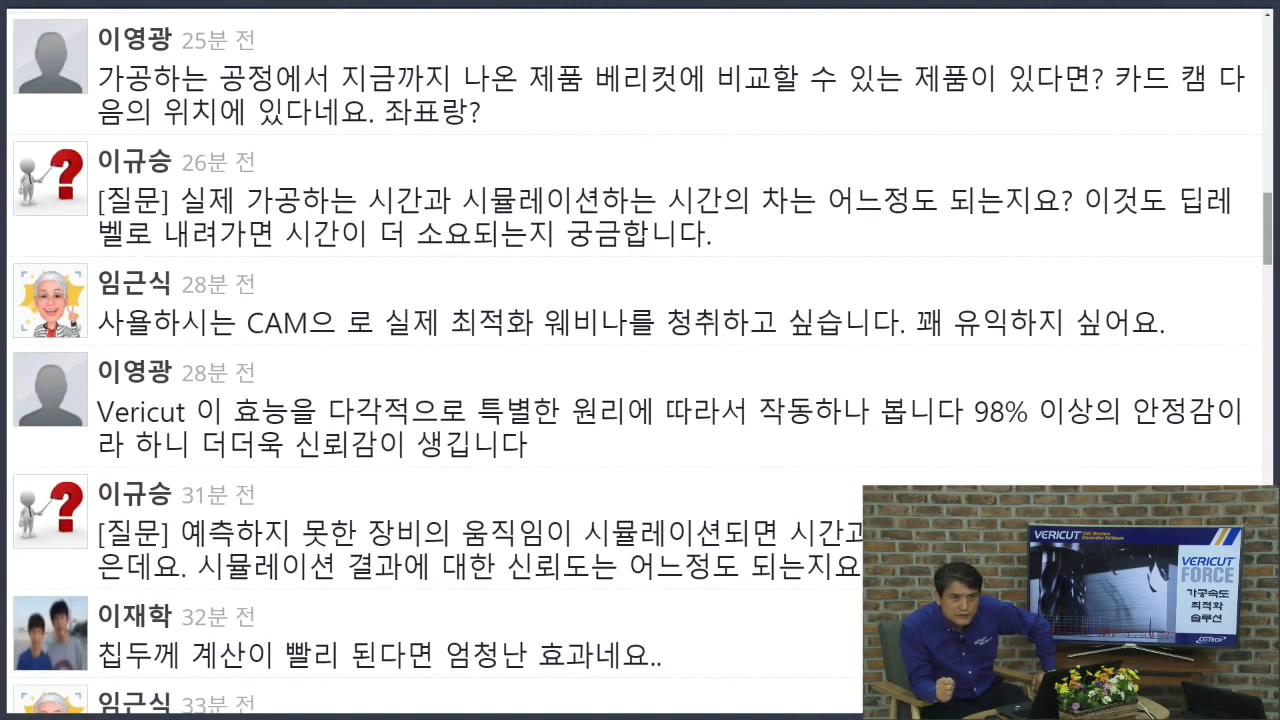 이영광 25분 전
가공하는 공정에서 지금까지 나온 제품 베리컷에 비교할 수 있는 제품이 있다면? 카드 캠 다
음의 위치에 있다네요. 좌표랑?
이규승 26분 전
[질문] 실제 가공하는 시간과 시뮬레이션하는 시간의 차는 어느정도 되는지요? 이것도 딥레
벨로 내려가면 시간이 더 소요되는지 궁금합니다.
임근식 28분 전
사욜하시는 CAM으 로 실제 최적화 웨비나를 청취하고 싶습니다. 꽤 유익하지 싶어요.
이영광 28분 전
Vericut 이 효능을 다각적으로 특별한 원리에 따라서 작동하나 봅니다 98% 이상의 안정감이
라 하니 더더욱 신뢰감이 생깁니다
이규승 31분 전
[질문] 예측하지 못한 장비의 움직임이 시뮬레이션되면 시간고
은데요. 시뮬레이션 결과에 대한 신뢰도는 어느정도 되는지요
이재학 32분 전
칩두께 계산이 빨리 된다면 엄청난 효과네요..
임근식 33분 전
VERICUT CNC Machine
Simulation Software
VERICUT
FORCE
가공속도
최적화
솔루션
CGTECH